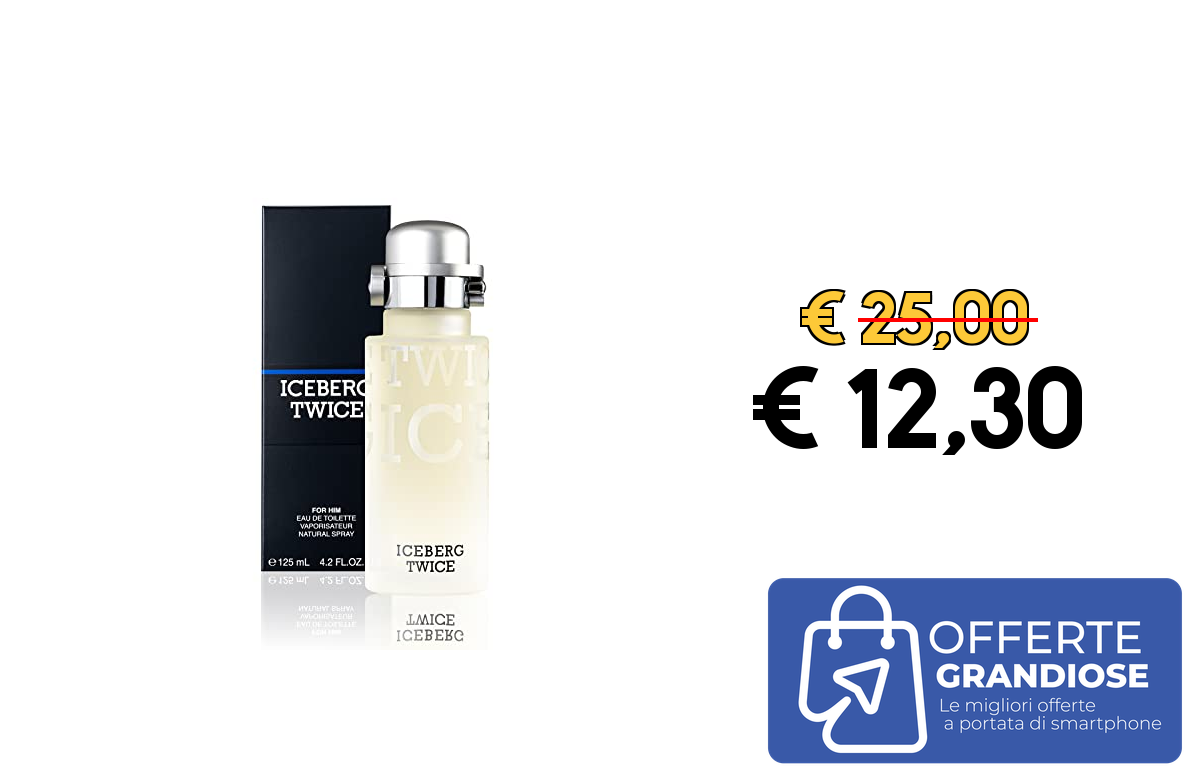 ICEBERG
TWICE
FOR HIM
EAU DE TOILETTE
VAPORISATEUR
NATURAL SPRAY
℮ 125 mL 4.2 FL.OZ.
TWIC
ICE
ICEBERG
TWICE
€ 25,00
€ 12,30
OFFERTE
GRANDIOSE
Le migliori offerte
a portata di smartphone